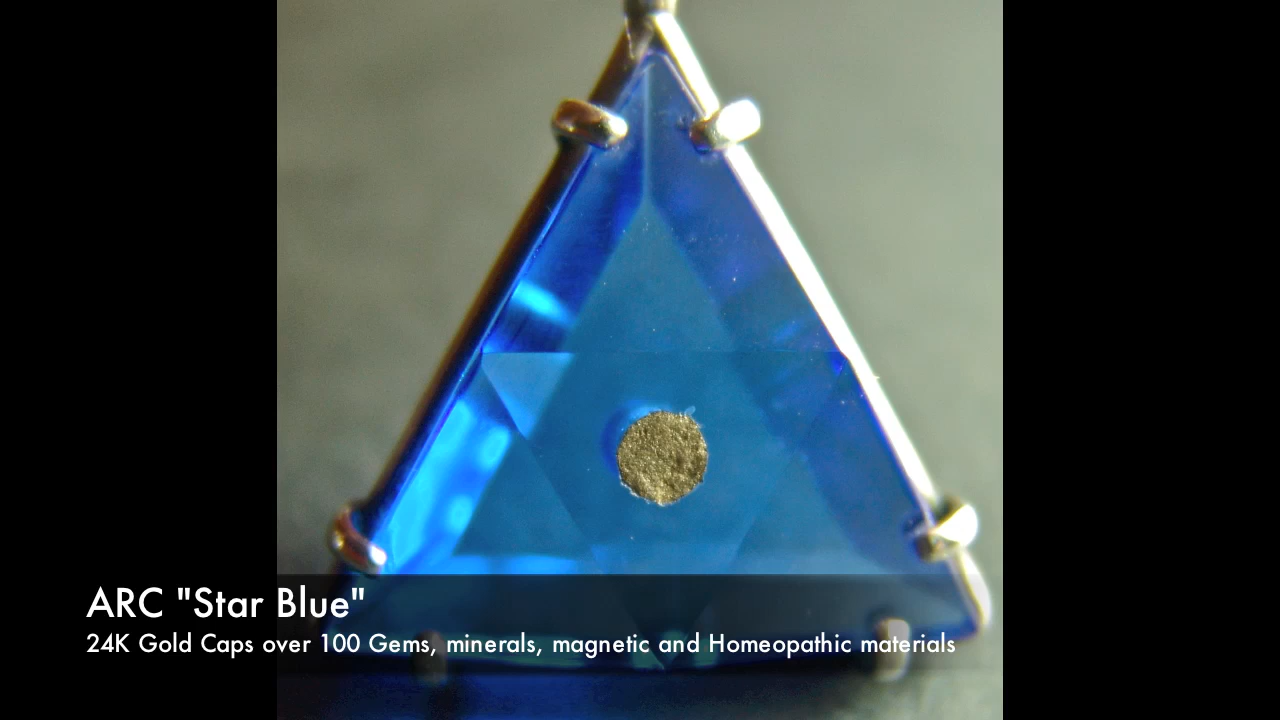 ARC "Star Blue"
24K Gold Caps over 100 Gems, minerals, magnetic and Homeopathic materials